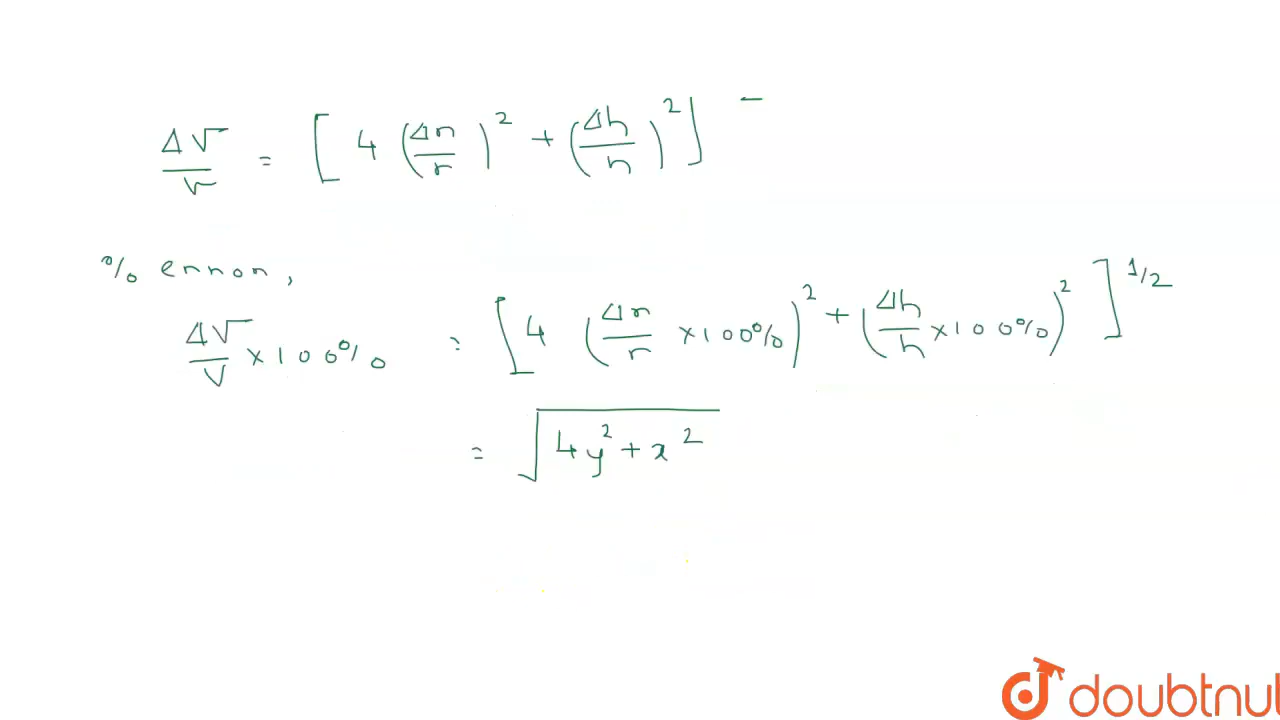 ΔV/V = [ 4 (Δr/r)² + (Δh/h)² ] –
% error,
ΔV/V × 100% = [ 4 (Δr/r × 100%)² + (Δh/h × 100%)² ]^1/2
= √(4y² + x²)
doubtnut